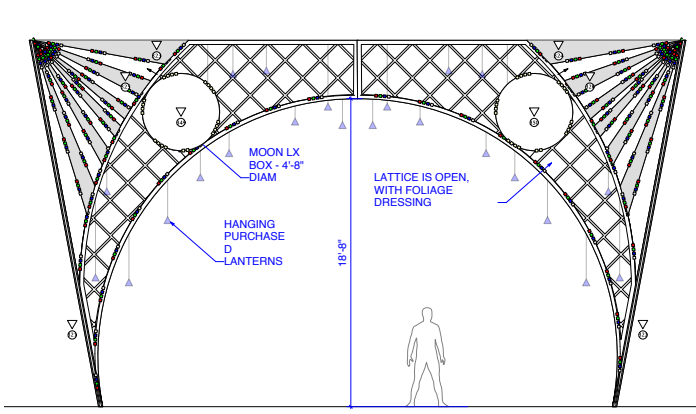 MOON LX
BOX - 4'-8"
DIAM
LATTICE IS OPEN,
WITH FOLIAGE
DRESSING
HANGING
PURCHASE
D
LANTERNS
18'-8"